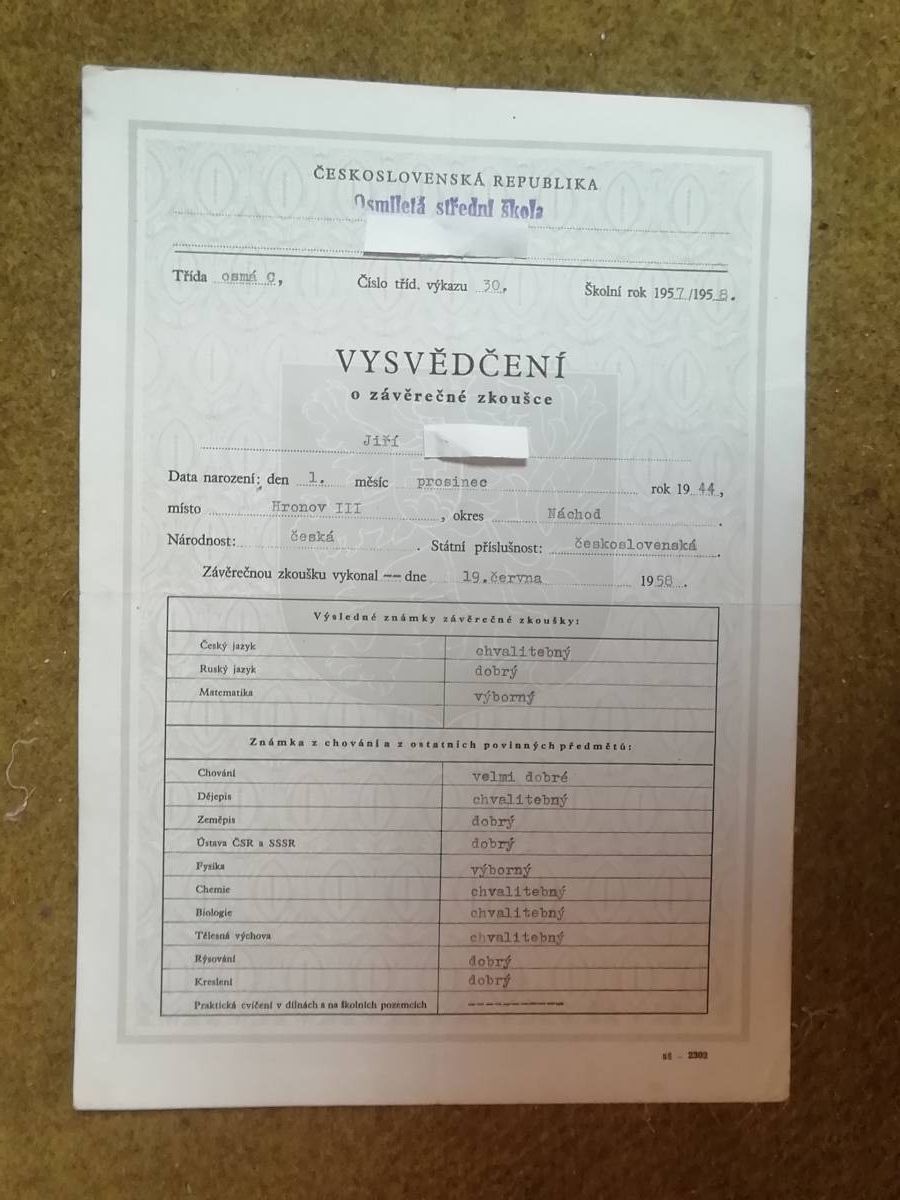 ČESKOSLOVENSKÁ REPUBLIKA
Osmiletá střední škola
Třída osmá C, Číslo tříd. výkazu 30, Školní rok 1957/1958.
VYSVĚDČENÍ
o závěrečné zkoušce
Jiří
Data narození: den 1. měsíc prosinec rok 1944,
místo Hronov III, okres Náchod.
Národnost: česká. Státní příslušnost: československá.
Závěrečnou zkoušku vykonal -- dne 19.června 1958.
Výsledné známky závěrečné zkoušky:
Český jazyk chvalitebný
Ruský jazyk dobrý
Matematika výborný
Známka z chování a z ostatních povinných předmětů:
Chování velmi dobré
Dějepis chvalitebný
Zeměpis dobrý
Ústava ČSR a SSSR dobrý
Fysika výborný
Chemie chvalitebný
Biologie chvalitebný
Tělesná výchova chvalitebný
Rýsování dobrý
Kreslení dobrý
Praktická cvičení v dílnách a na školních pozemcích ----------
SŠ - 2302